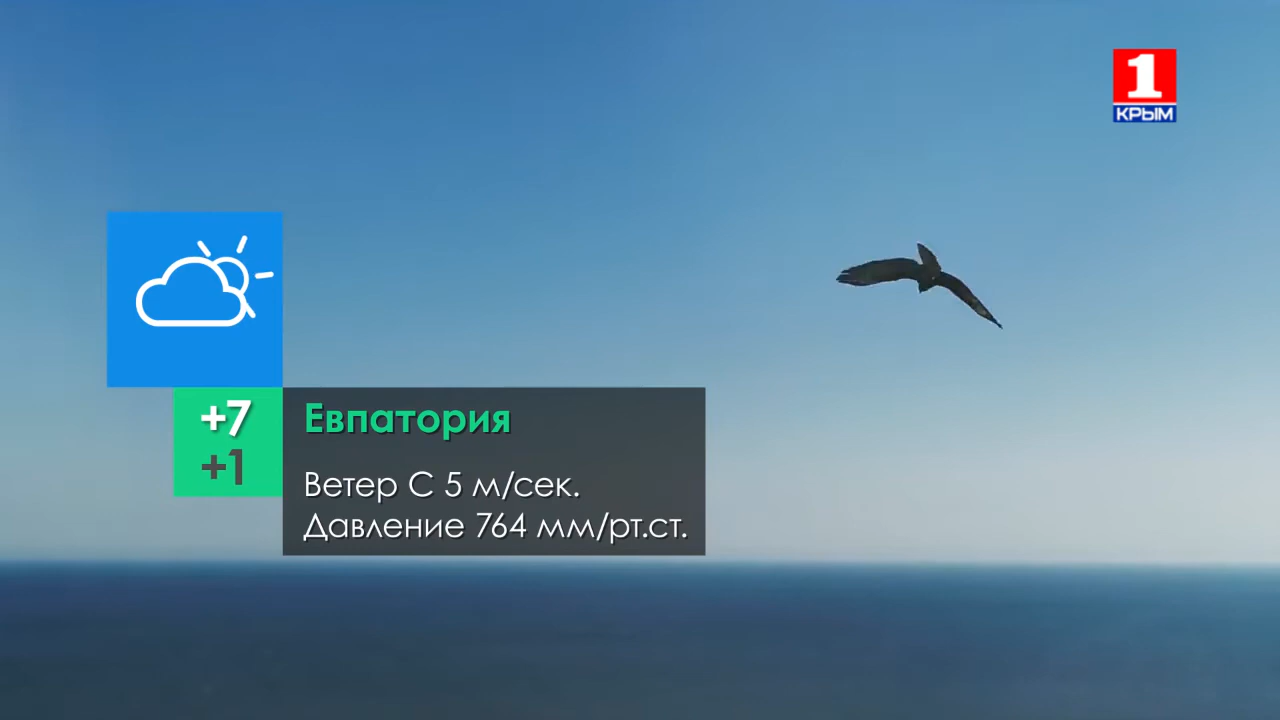 1
КРЫМ
+7
+1
Евпатория
Ветер С 5 м/сек.
Давление 764 мм/рт.ст.